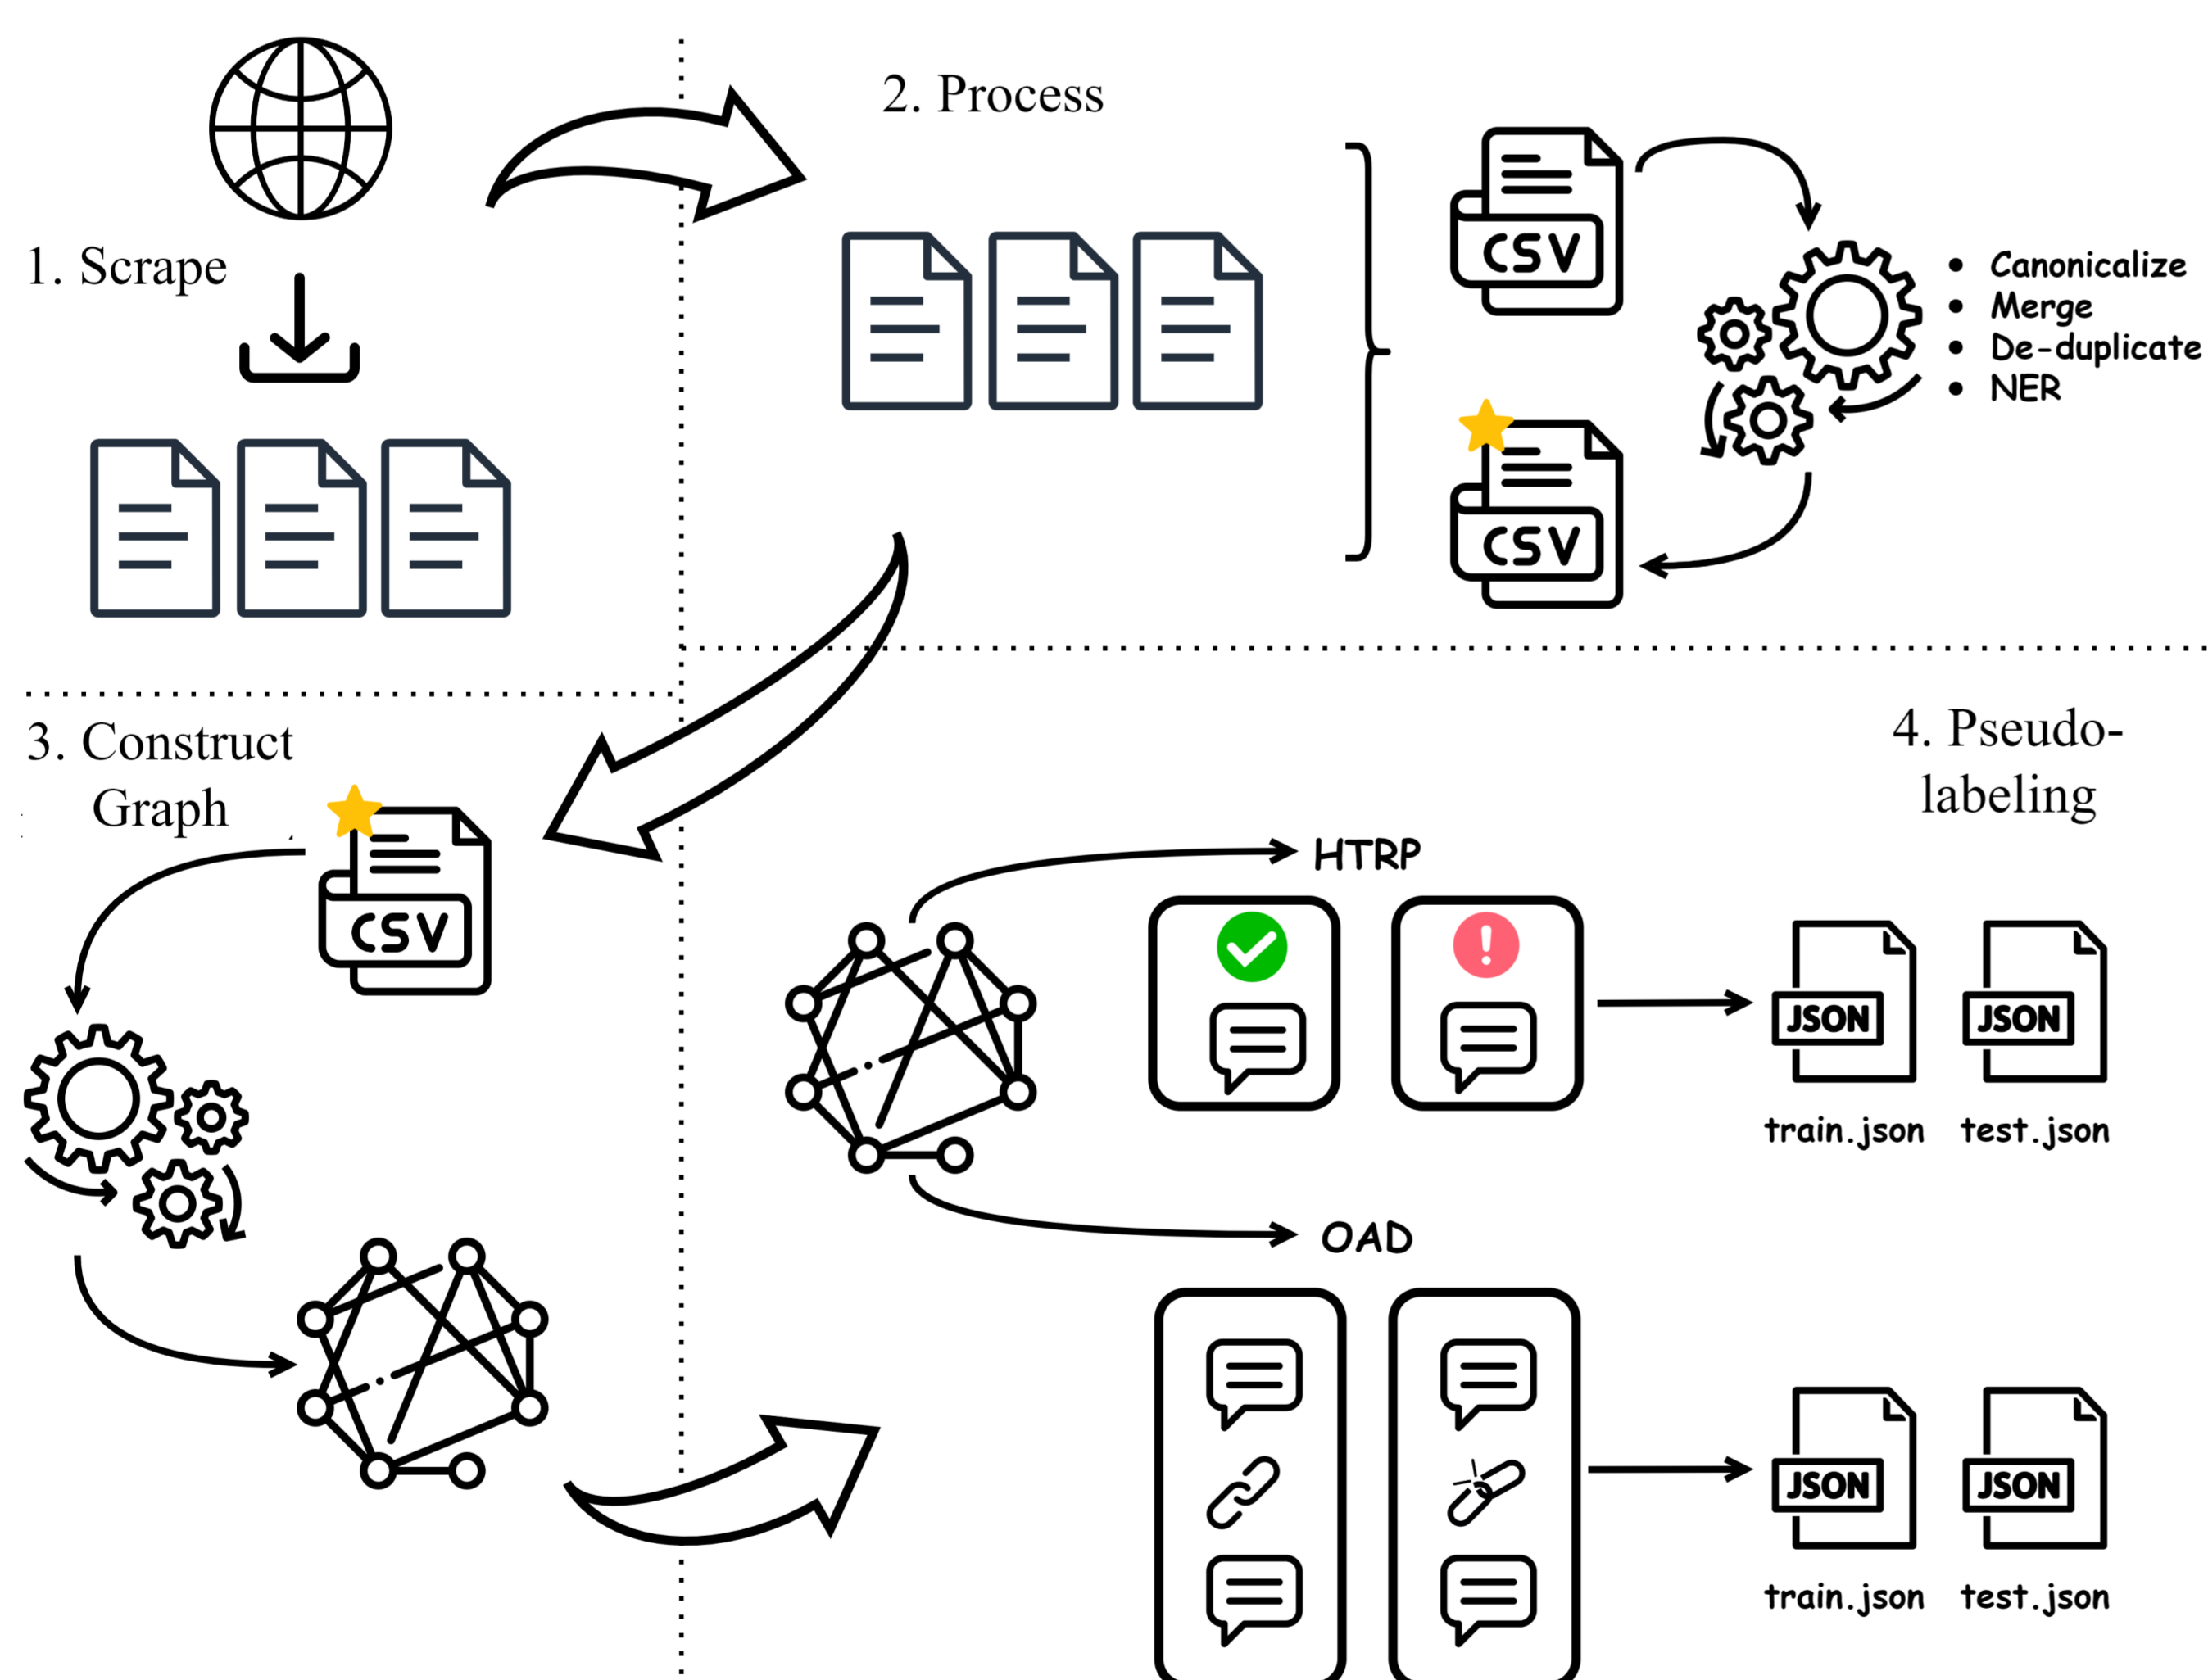 1. Scrape
2. Process
CSV
CSV
Canonicalize
Merge
De-duplicate
NER
3. Construct
Graph
CSV
4. Pseudo-
labeling
HTRP
JSON
JSON
train.json
test.json
OAD
JSON
JSON
train.json
test.json